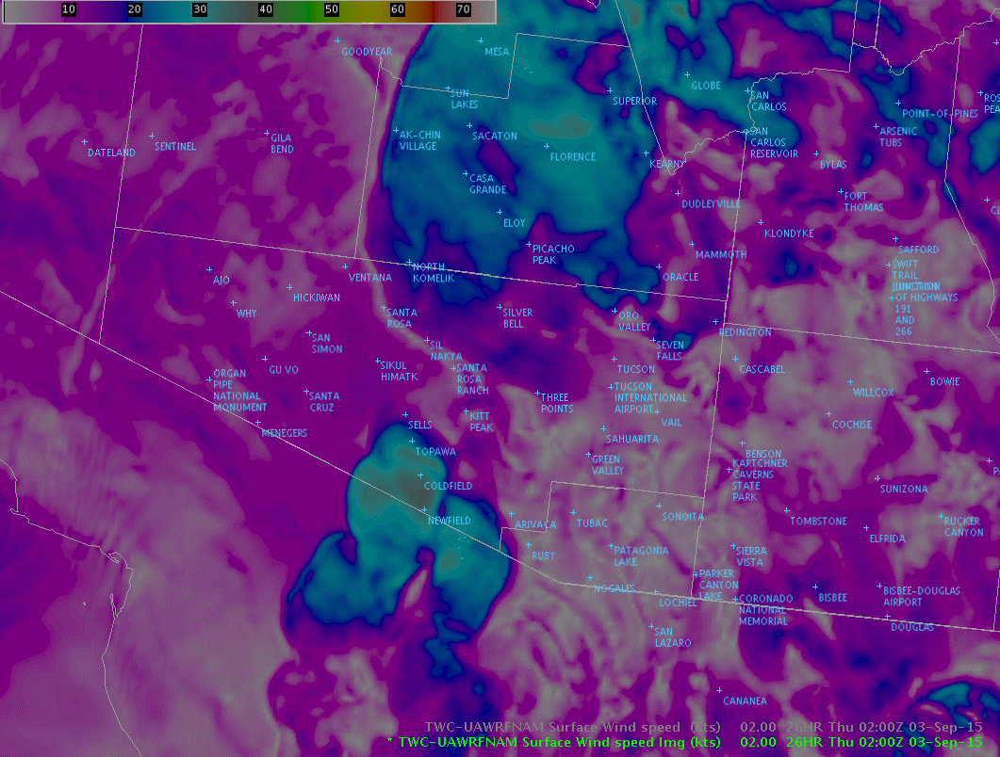 10 20 30 40 50 60 70
GOODYEAR
MESA
GLOBE
SUN
LAKES
SUPERIOR
SAN
CARLOS
POINT-OF-PINES
AK-CHIN
VILLAGE
SACATON
ARSENIC
TUBS
DATELAND
SENTINEL
GILA
BEND
FLORENCE
SAN
CARLOS
RESERVOIR
KEARNY
BYLAS
CASA
GRANDE
DUDLEYVILLE
FORT
THOMAS
ELOY
KLONDYKE
PICACHO
PEAK
MAMMOTH
SAFFORD
AJO
VENTANA
NORTH
KOMELIK
ORACLE
SWIFT
TRAIL
JUNCTION
OF HIGHWAYS
191
AND
266
HICKIWAN
WHY
SANTA
ROSA
SILVER
BELL
ORO
VALLEY
REDINGTON
SAN
SIMON
SIL
NAKYA
SEVEN
FALLS
GU VO
SIKUL
HIMATK
SANTA
ROSA
RANCH
TUCSON
CASCABEL
BOWIE
ORGAN
PIPE
NATIONAL
MONUMENT
SANTA
CRUZ
THREE
POINTS
TUCSON
INTERNATIONAL
AIRPORT
WILLCOX
VAIL
MENEGERS
SELLS
KITT
PEAK
COCHISE
SAHUARITA
TOPAWA
GREEN
VALLEY
BENSON
KARTCHNER
CAVERNS
STATE
PARK
COLDFIELD
SUNIZONA
NEWFIELD
ARIVACA
TUBAC
SONOITA
TOMBSTONE
RUCKER
CANYON
ELFRIDA
RUBY
PATAGONIA
LAKE
SIERRA
VISTA
NOGALES
PARKER
CANYON
LAKE
LOCHIEL
CORONADO
NATIONAL
MEMORIAL
BISBEE
BISBEE-DOUGLAS
AIRPORT
DOUGLAS
SAN
LAZARO
CANANEA
TWC-UAWRFNAM Surface Wind speed (kts) 02.00 26HR Thu 02:00Z 03-Sep-15
* TWC-UAWRFNAM Surface Wind speed Img (kts) 02.00 26HR Thu 02:00Z 03-Sep-15